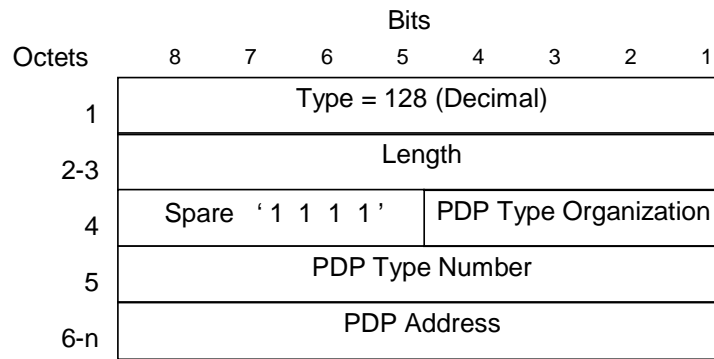 Bits
Octets 8 7 6 5 4 3 2 1
1 Type = 128 (Decimal)
2-3 Length
4 Spare ‘ 1 1 1 1 ’ PDP Type Organization
5 PDP Type Number
6-n PDP Address